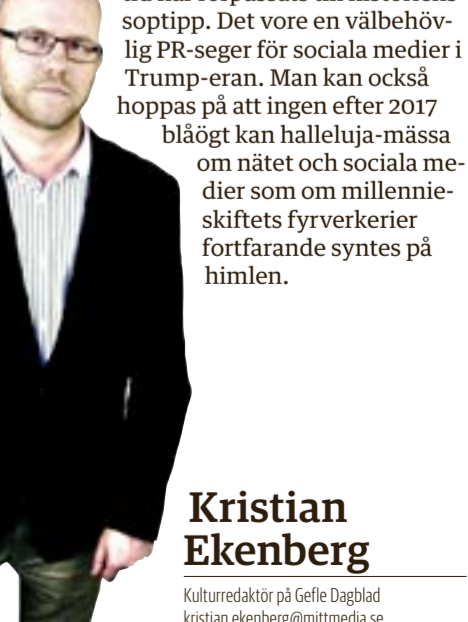 soptipp. Det vore en välbehöv-
lig PR-seger för sociala medier i
Trump-eran. Man kan också
hoppas på att ingen efter 2017
blåögt kan halleluja-mässa
om nätet och sociala me-
dier som om millennie-
skiftets fyrverkerier
fortfarande syntes på
himlen.
Kristian
Ekenberg
Kulturredaktör på Gefle Dagblad
kristian.ekenberg@mittmedia.se